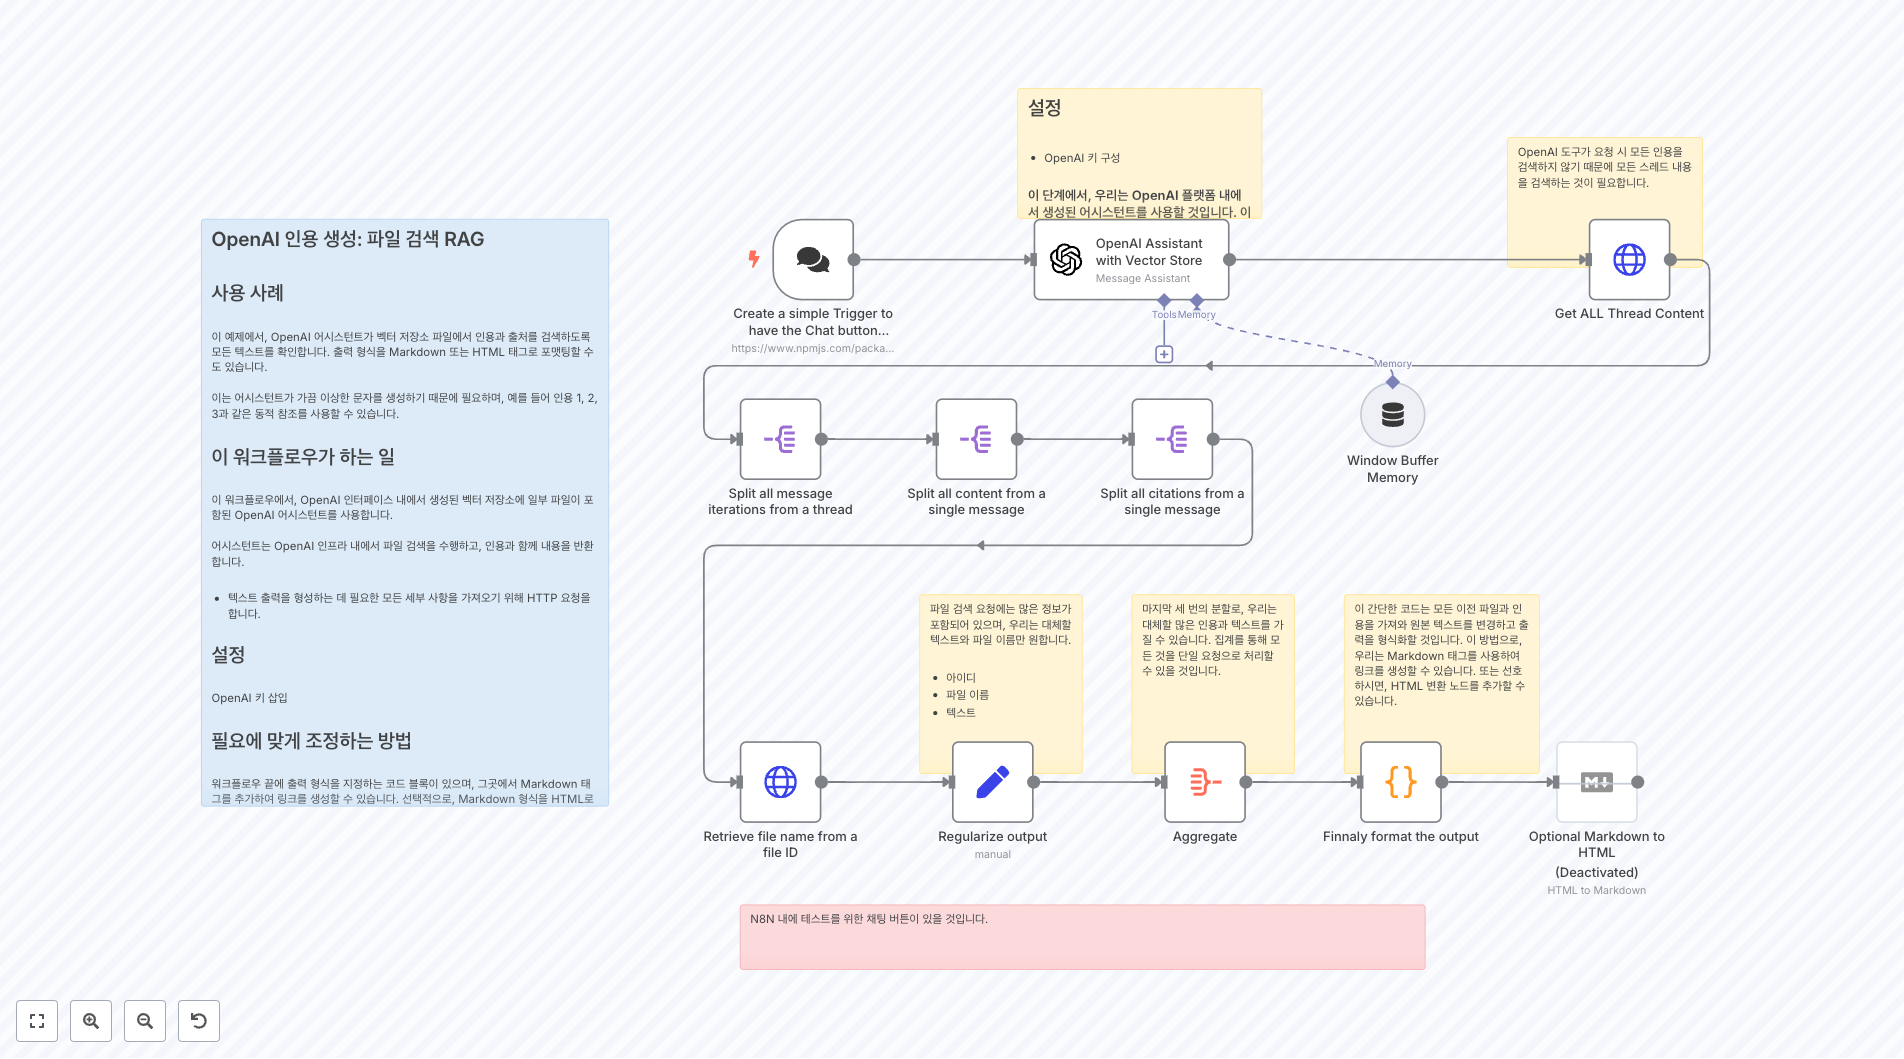 OpenAI 인용 생성: 파일 검색 RAG
사용 사례
이 예제에서, OpenAI 어시스턴트가 벡터 저장소 파일에서 인용과 출처를 검색하도록
모든 텍스트를 확인합니다. 출력 형식을 Markdown 또는 HTML 태그로 포맷팅할 수
도 있습니다.
이는 어시스턴트가 가끔 이상한 문자를 생성하기 때문에 필요하며, 예를 들어 인용 1, 2,
3과 같은 동적 참조를 사용할 수 있습니다.
이 워크플로우가 하는 일
이 워크플로우에서, OpenAI 인터페이스 내에서 생성된 벡터 저장소에 일부 파일이 포
함된 OpenAI 어시스턴트를 사용합니다.
어시스턴트는 OpenAI 인프라 내에서 파일 검색을 수행하고, 인용과 함께 내용을 반환
합니다.
• 텍스트 출력을 형성하는 데 필요한 모든 세부 사항을 가져오기 위해 HTTP 요청을
합니다.
설정
OpenAI 키 삽입
필요에 맞게 조정하는 방법
워크플로우 끝에 출력 형식을 지정하는 코드 블록이 있으며, 그곳에서 Markdown 태
그를 추가하여 링크를 생성할 수 있습니다. 선택적으로, Markdown 형식을 HTML로
설정
• OpenAI 키 구성
이 단계에서, 우리는 OpenAI 플랫폼 내에
서 생성된 어시스턴트를 사용할 것입니다. 이
OpenAI 도구가 요청 시 모든 인용을
검색하지 않기 때문에 모든 스레드 내용
을 검색하는 것이 필요합니다.
Create a simple Trigger to
have the Chat button...
https://www.npmjs.com/packa...
OpenAI Assistant
with Vector Store
Message Assistant
Tools
Memory
Get ALL Thread Content
Memory
Window Buffer
Memory
Split all message
iterations from a thread
Split all content from a
single message
Split all citations from a
single message
파일 검색 요청에는 많은 정보가
포함되어 있으며, 우리는 대체할
텍스트와 파일 이름만 원합니다.
• 아이디
• 파일 이름
• 텍스트
마지막 세 번의 분할로, 우리는
대체할 많은 인용과 텍스트를 가
질 수 있습니다. 집계를 통해 모
든 것을 단일 요청으로 처리할
수 있을 것입니다.
이 간단한 코드는 모든 이전 파일과 인
용을 가져와 원본 텍스트를 변경하고 출
력을 형식화할 것입니다. 이 방법으로,
우리는 Markdown 태그를 사용하여
링크를 생성할 수 있습니다. 또는 선호
하시면, HTML 변환 노드를 추가할 수
있습니다.
Retrieve file name from a
file ID
Regularize output
manual
Aggregate
Finnaly format the output
Optional Markdown to
HTML
(Deactivated)
HTML to Markdown
N8N 내에 테스트를 위한 채팅 버튼이 있을 것입니다.